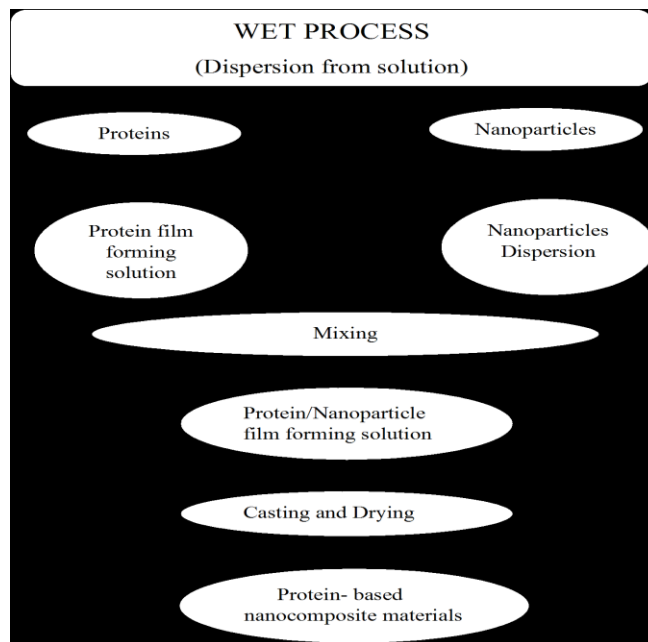 WET PROCESS
(Dispersion from solution)
Proteins
Nanoparticles
Protein film
forming
solution
Nanoparticles
Dispersion
Mixing
Protein/Nanoparticle
film forming solution
Casting and Drying
Protein- based
nanocomposite materials